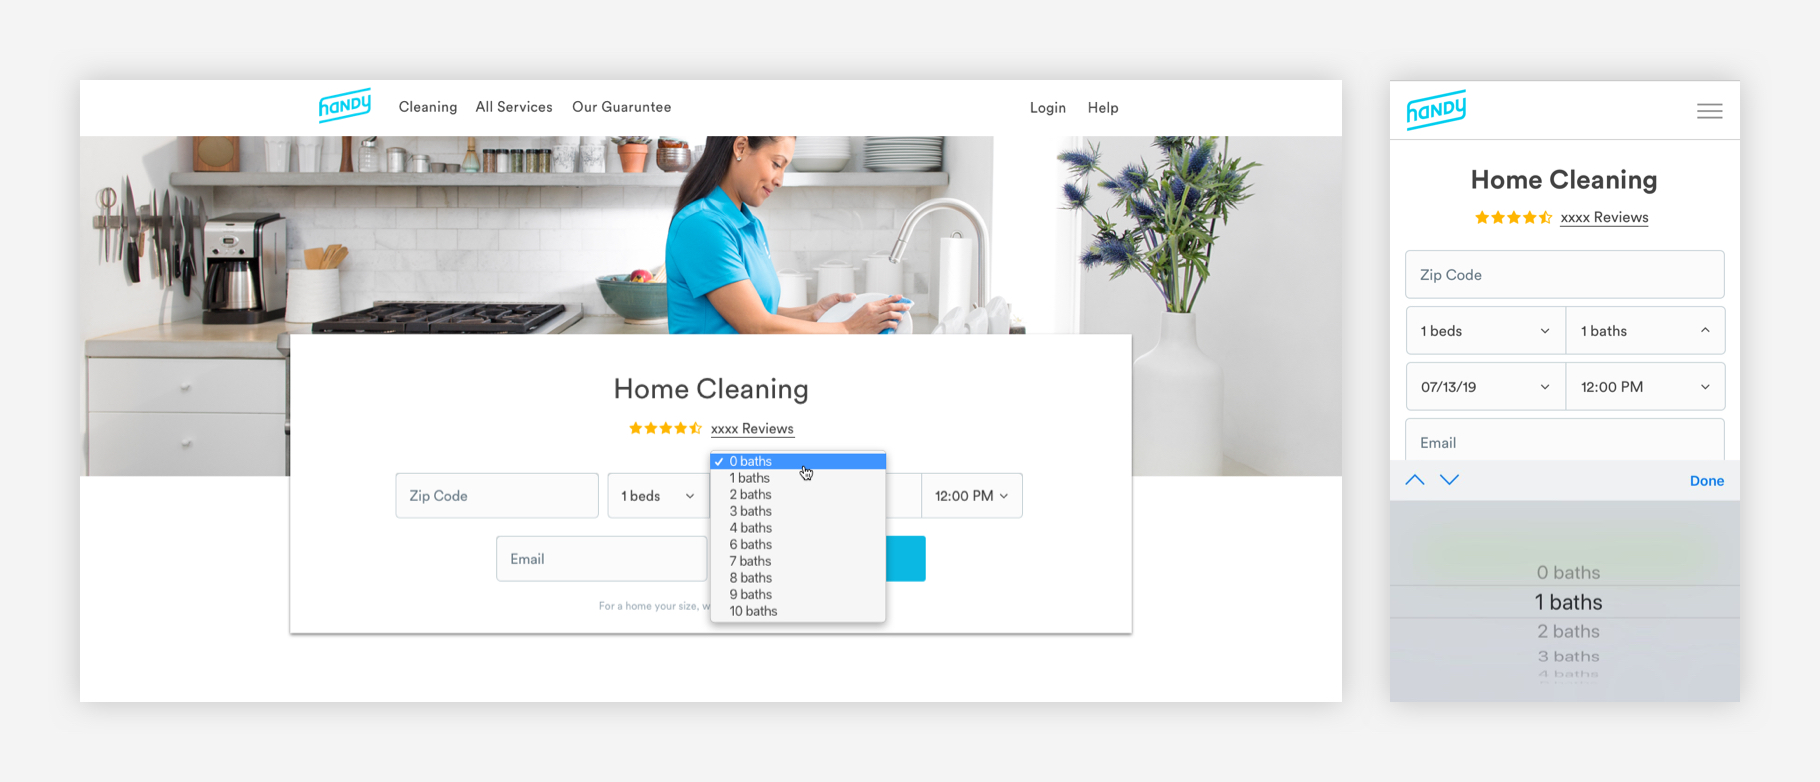 HANDY
Cleaning All Services Our Guaruntee
Login Help
Home Cleaning
xxxx Reviews
Zip Code
1 beds
12:00 PM
0 baths
1 baths
2 baths
3 baths
4 baths
6 baths
7 baths
8 baths
9 baths
10 baths
Email
For a home your size,
HANDY
Home Cleaning
xxxx Reviews
Zip Code
1 beds 1 baths
07/13/19 12:00 PM
Email
Done
0 baths
1 baths
2 baths
3 baths
4 baths